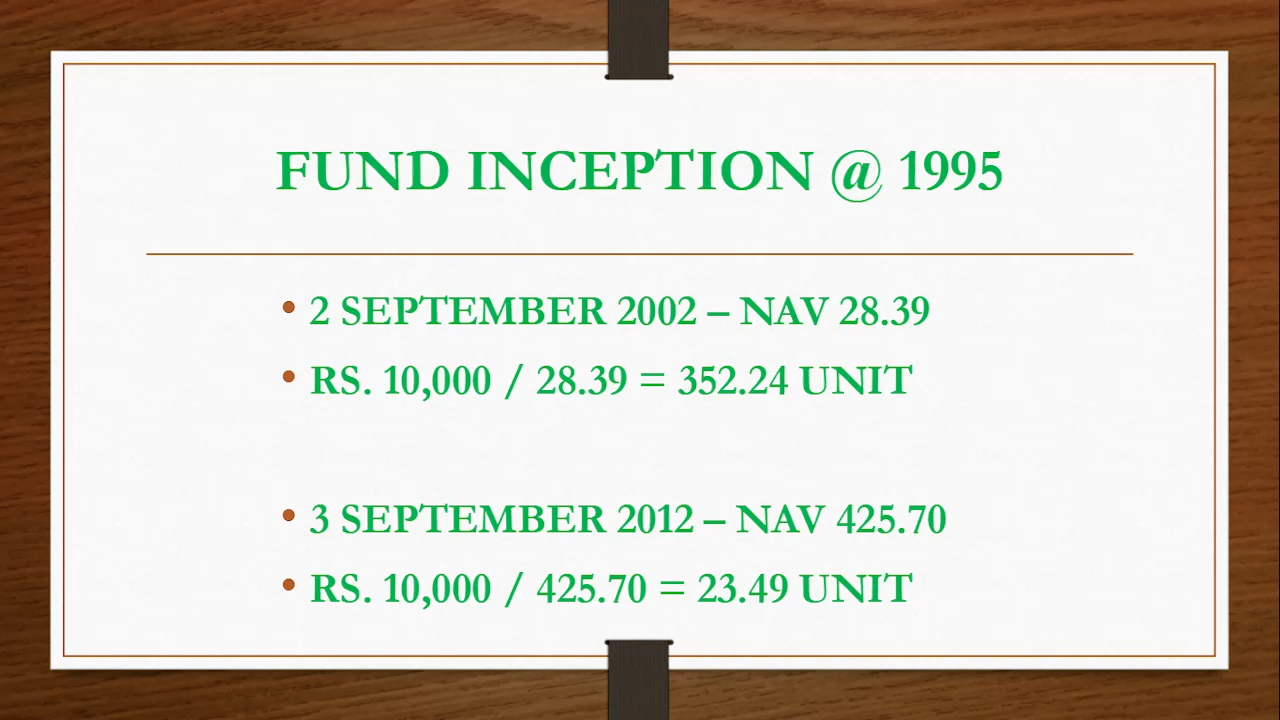 FUND INCEPTION @ 1995
• 2 SEPTEMBER 2002 – NAV 28.39
• RS. 10,000 / 28.39 = 352.24 UNIT
• 3 SEPTEMBER 2012 – NAV 425.70
• RS. 10,000 / 425.70 = 23.49 UNIT